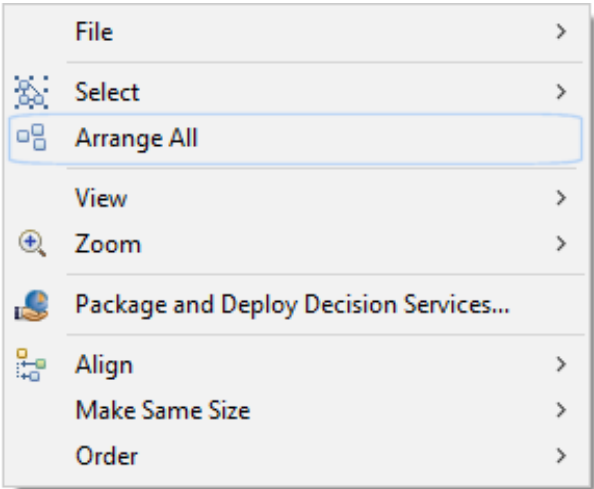 File
Select
Arrange All
View
Zoom
Package and Deploy Decision Services...
Align
Make Same Size
Order